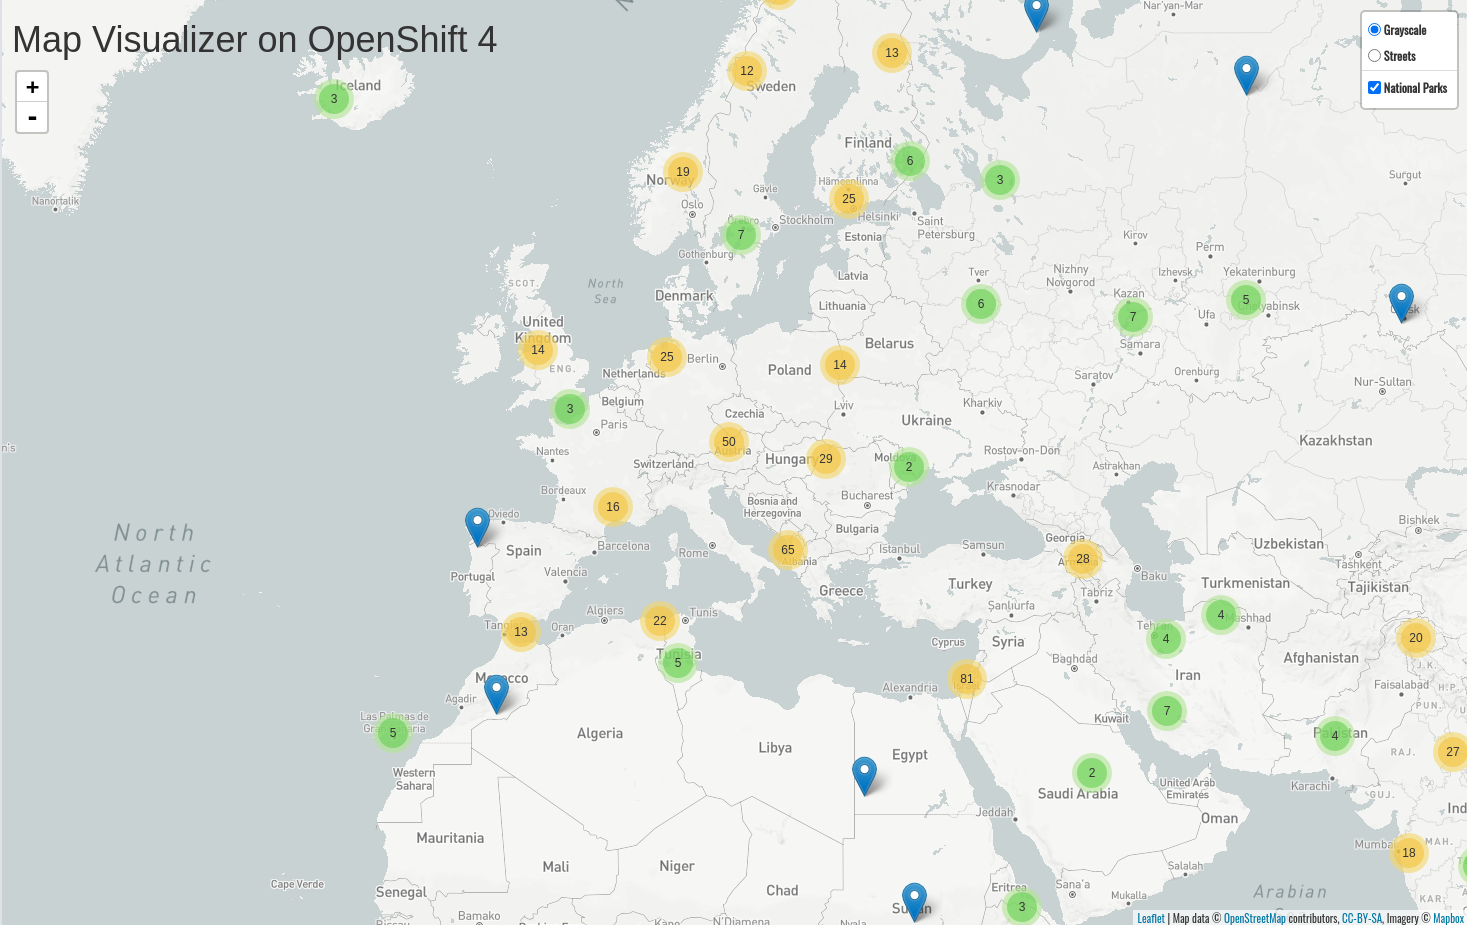 Map Visualizer on OpenShift 4
+
-
Grayscale
Streets
National Parks
Nar'yan-Mar
13
12
Sweden
Iceland
3
Finland
6
3
19
Norway
Hämeenlinna
25
Helsinki
Gävle
Oslo
Örebro
7
Stockholm
Saint
Petersburg
Estonia
Surgut
Nanortalik
Gothenburg
Kirov
Perm
Latvia
Tver
Nizhny
Novgorod
Izhevsk
Yekaterinburg
SCOT.
North
Sea
Denmark
Lithuania
6
Kazan
7
5
Ufa
United
Kingdom
14
ENG.
25
Berlin
Netherlands
Poland
14
Belarus
Samara
Orenburg
Saratov
Nur-Sultan
3
Belgium
Paris
Czechia
Lviv
Kharkiv
Ukraine
50
Austria
Hungary
29
Moldova
2
Kazakhstan
Nantes
Switzerland
Rostov-on-Don
Astrakhan
Bordeaux
16
Bosnia and
Herzegovina
Bucharest
Krasnodar
Oviedo
Bulgaria
Bishkek
North
Atlantic
Ocean
Spain
Barcelona
Rome
65
Albania
Istanbul
Samsun
Georgia
28
Uzbekistan
Tashkent
Portugal
Valencia
Greece
Turkey
Baku
Turkmenistan
Tajikistan
Tabriz
Algiers
Tunis
Şanlıurfa
4
Mashhad
13
Oran
22
Tehran
4
20
Tunisia
5
Cyprus
Syria
Baghdad
Afghanistan
J.K.
Morocco
81
Israel
Iran
Agadir
Alexandria
Faisalabad
H.P.
5
Kuwait
7
PUN.
Algeria
Libya
Egypt
Pakistan
4
RAJ.
27
Western
Sahara
2
Saudi Arabia
United Arab
Emirates
Karachi
GUJ.
Jeddah
Oman
Ind
Mauritania
Mumbai
18
MAH.
Mali
Niger
Chad
Salalah
Cape Verde
Senegal
Sudan
Eritrea
3
Sana'a
Mukalla
Arabian
KAR.
Bamako
N'Djamena
Nyala
Leaflet | Map data © OpenStreetMap contributors, CC-BY-SA, Imagery © Mapbox